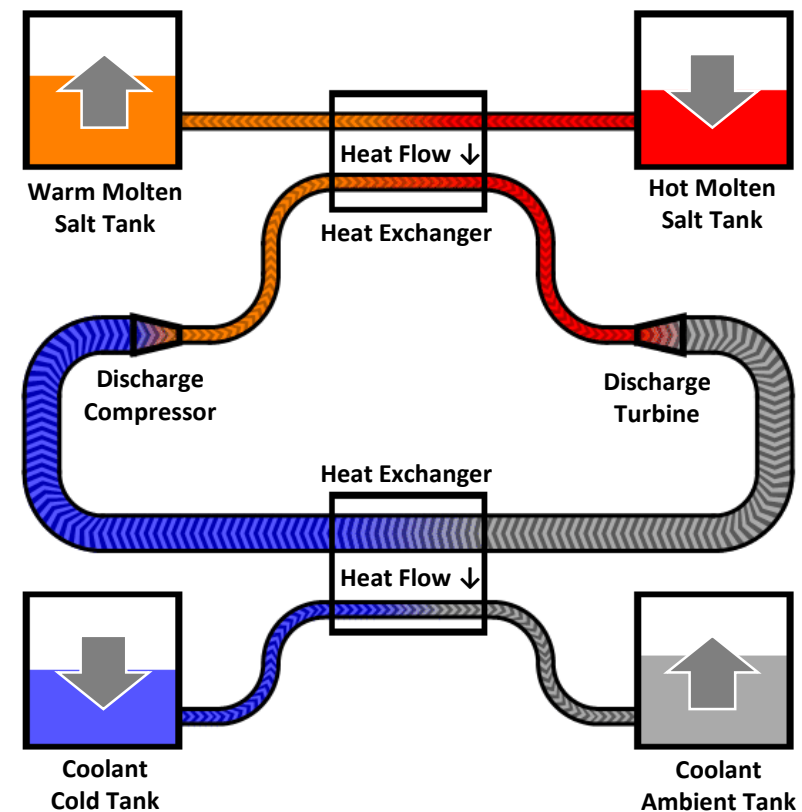 Warm Molten
Salt Tank
Heat Flow ↓
Heat Exchanger
Hot Molten
Salt Tank
Discharge
Compressor
Discharge
Turbine
Heat Exchanger
Heat Flow ↓
Coolant
Cold Tank
Coolant
Ambient Tank